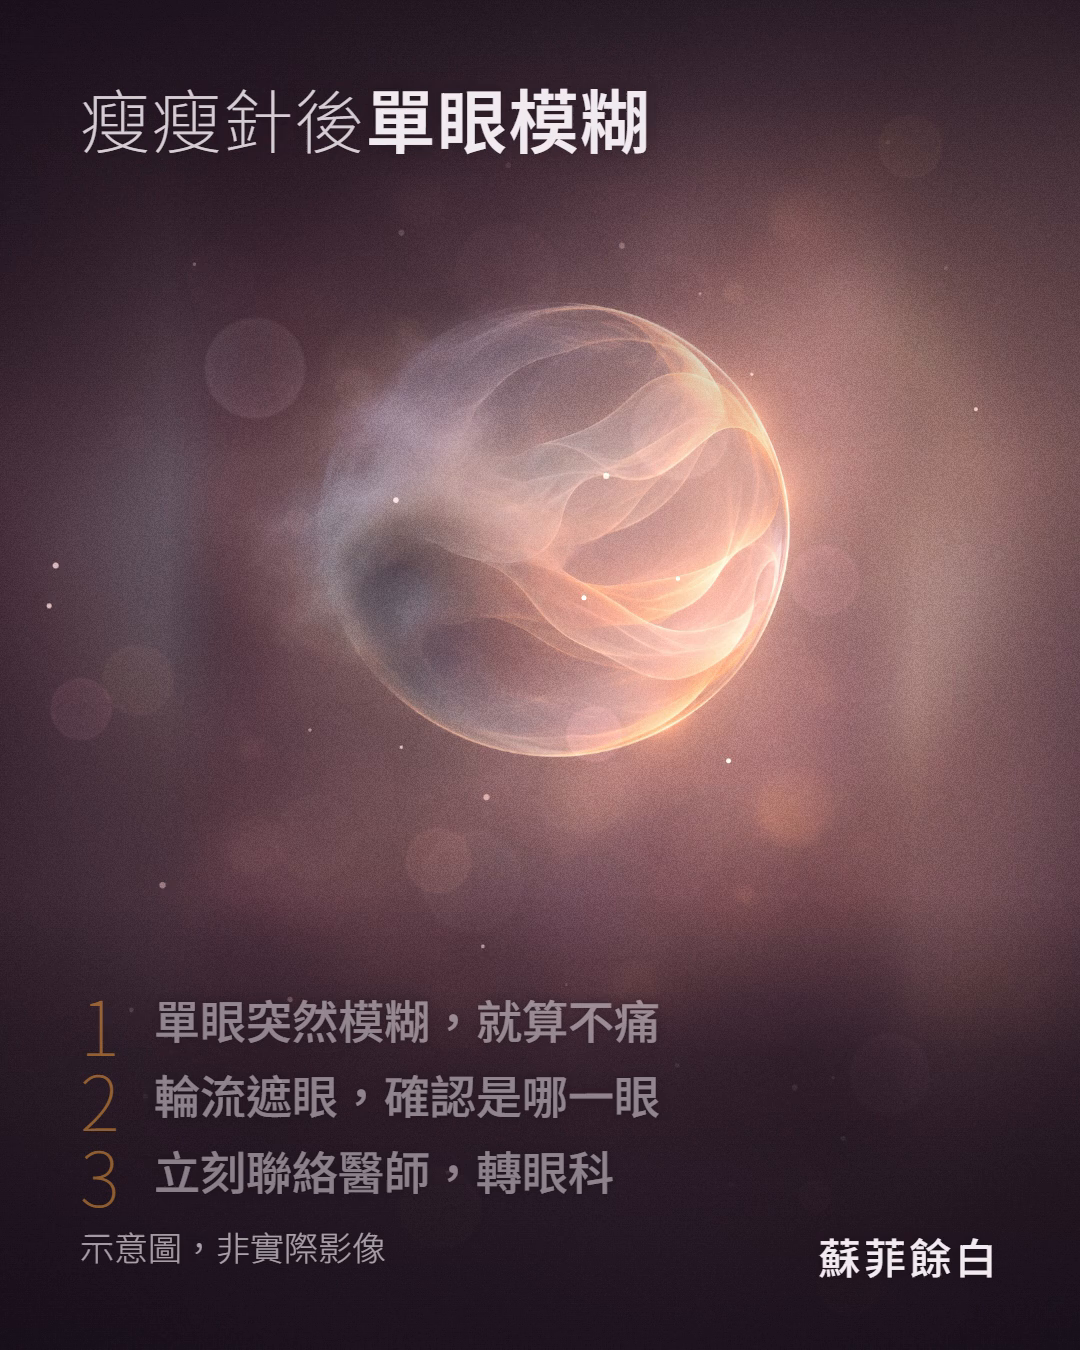 瘦瘦針後單眼模糊
1 單眼突然模糊，就算不痛
2 輪流遮眼，確認是哪一眼
3 立刻聯絡醫師，轉眼科
示意圖，非實際影像
蘇菲餘白